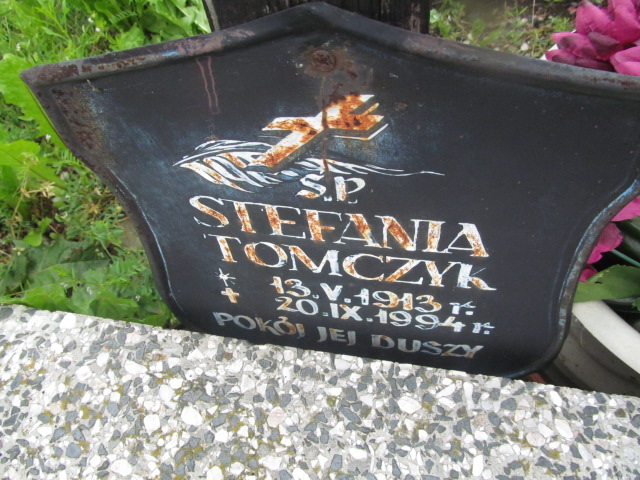 Ś.P.
STEFANIA
TOMCZYK
* 13.V.1913 r.
+ 20.IX.1994 r.
POKÓJ JEJ DUSZY